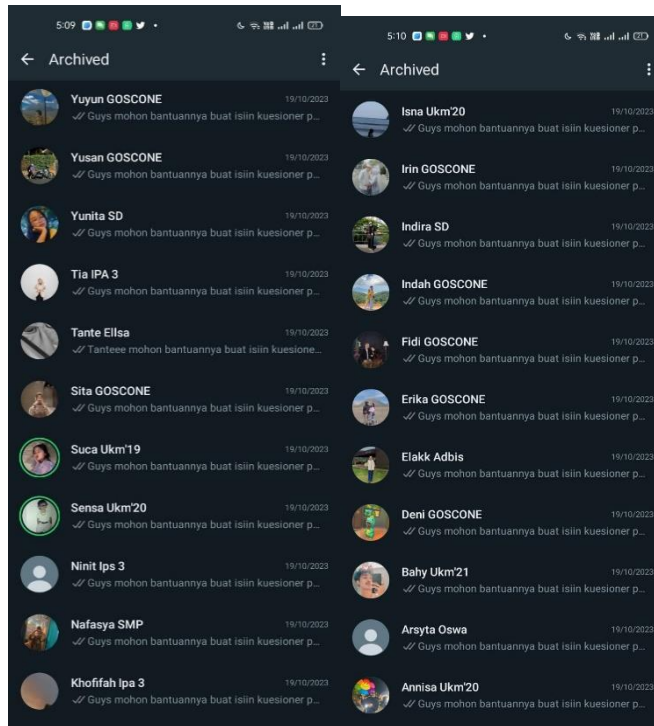 5:09
Archived
Yuyun GOSCONE 19/10/2023
Guys mohon bantuannya buat isiin kuesioner p...
Yusan GOSCONE 19/10/2023
Guys mohon bantuannya buat isiin kuesioner p...
Yunita SD 19/10/2023
Guys mohon bantuannya buat isiin kuesioner p...
Tia IPA 3 19/10/2023
Guys mohon bantuannya buat isiin kuesioner p...
Tante Ellsa 19/10/2023
Tanteee mohon bantuannya buat isiin kuesione...
Sita GOSCONE 19/10/2023
Guys mohon bantuannya buat isiin kuesioner p...
Suca Ukm'19 19/10/2023
Guys mohon bantuannya buat isiin kuesioner p...
Sensa Ukm'20 19/10/2023
Guys mohon bantuannya buat isiin kuesioner p...
Ninit Ips 3 19/10/2023
Guys mohon bantuannya buat isiin kuesioner p...
Nafasya SMP 19/10/2023
Guys mohon bantuannya buat isiin kuesioner p...
Khofifah Ipa 3 19/10/2023
Guys mohon bantuannya buat isiin kuesioner p...
5:10
Archived
Isna Ukm'20 19/10/2023
Guys mohon bantuannya buat isiin kuesioner p...
Irin GOSCONE 19/10/2023
Guys mohon bantuannya buat isiin kuesioner p...
Indira SD 19/10/2023
Guys mohon bantuannya buat isiin kuesioner p...
Indah GOSCONE 19/10/2023
Guys mohon bantuannya buat isiin kuesioner p...
Fidi GOSCONE 19/10/2023
Guys mohon bantuannya buat isiin kuesioner p...
Erika GOSCONE 19/10/2023
Guys mohon bantuannya buat isiin kuesioner p...
Elakk Adbis 19/10/2023
Guys mohon bantuannya buat isiin kuesioner p...
Deni GOSCONE 19/10/2023
Guys mohon bantuannya buat isiin kuesioner p...
Bahy Ukm'21 19/10/2023
Guys mohon bantuannya buat isiin kuesioner p...
Arsyta Oswa 19/10/2023
Guys mohon bantuannya buat isiin kuesioner p...
Annisa Ukm'20 19/10/2023
Guys mohon bantuannya buat isiin kuesioner p...